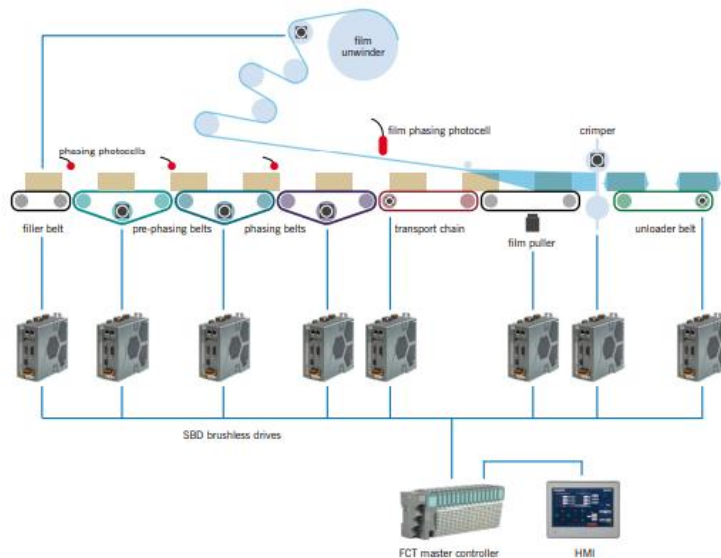 film
unwinder
film phasing photocell
crimper
phasing photocells
filler belt
pre-phasing belts
phasing belts
transport chain
film puller
unloader belt
SBD brushless drives
FCT master controller
HMI